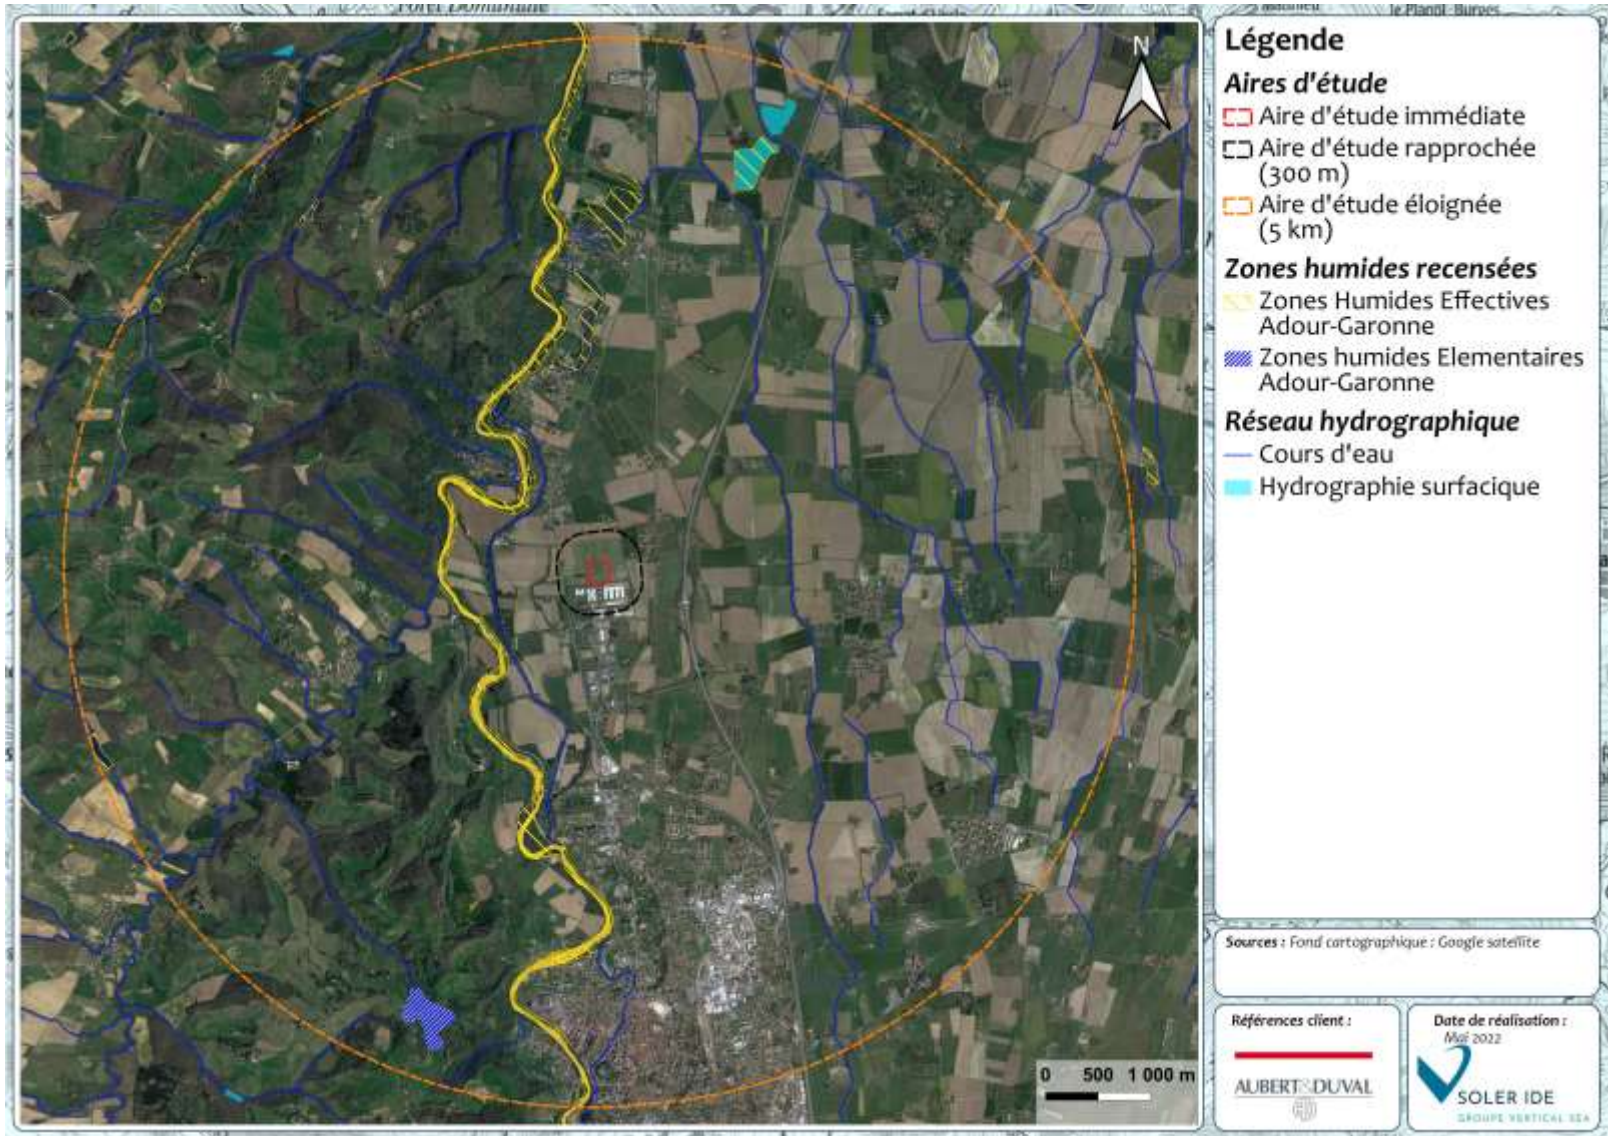 N
0 500 1 000 m
Légende
Aires d'étude
Aire d'étude immédiate
Aire d'étude rapprochée
(300 m)
Aire d'étude éloignée
(5 km)
Zones humides recensées
Zones Humides Effectives
Adour-Garonne
Zones humides Elementaires
Adour-Garonne
Réseau hydrographique
Cours d'eau
Hydrographie surfacique
Sources : Fond cartographique : Google satellite
Références client :
AUBERT&DUVAL
Date de réalisation :
Mai 2022
SOLER IDE
GROUPE VERTICAL SEA